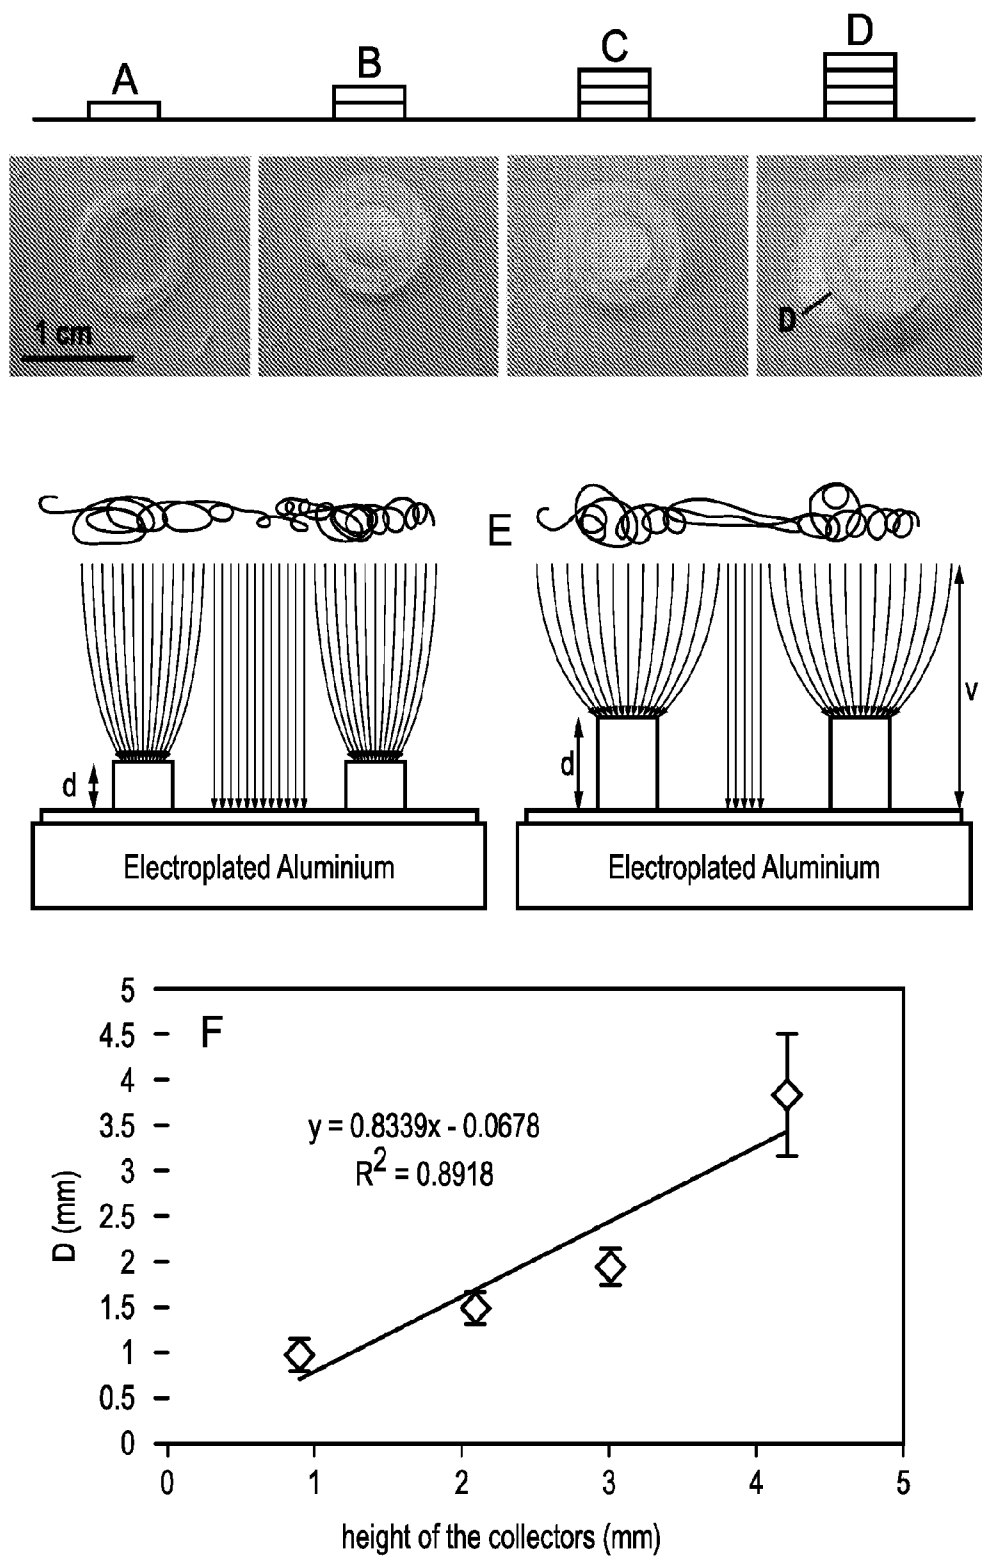 A B C D
1 cm
D
E
d
d
v
Electroplated Aluminium
Electroplated Aluminium
5
F
4.5
4
y = 0.8339x - 0.0678
3.5
R² = 0.8918
3
2.5
D (mm)
2
1.5
1
0.5
0
0 1 2 3 4 5
height of the collectors (mm)